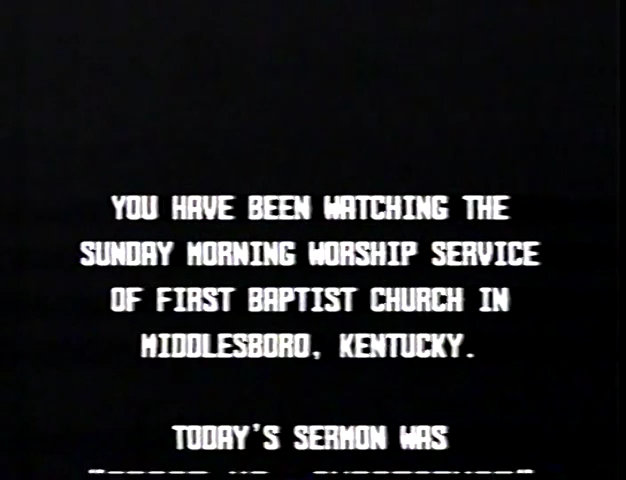 YOU HAVE BEEN WATCHING THE
SUNDAY MORNING WORSHIP SERVICE
OF FIRST BAPTIST CHURCH IN
MIDDLESBORO, KENTUCKY.
TODAY'S SERMON WAS